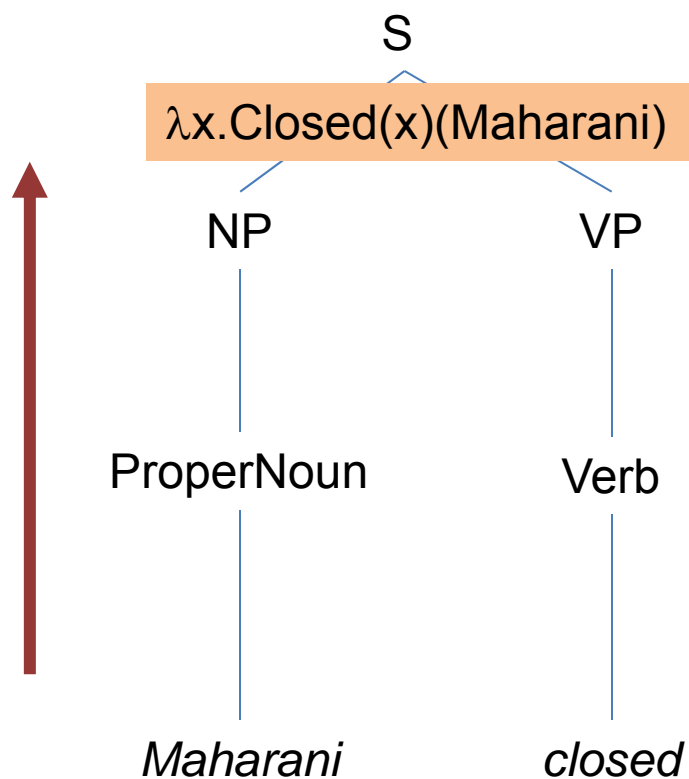 S
λx.Closed(x)(Maharani)
NP VP
ProperNoun Verb
Maharani closed